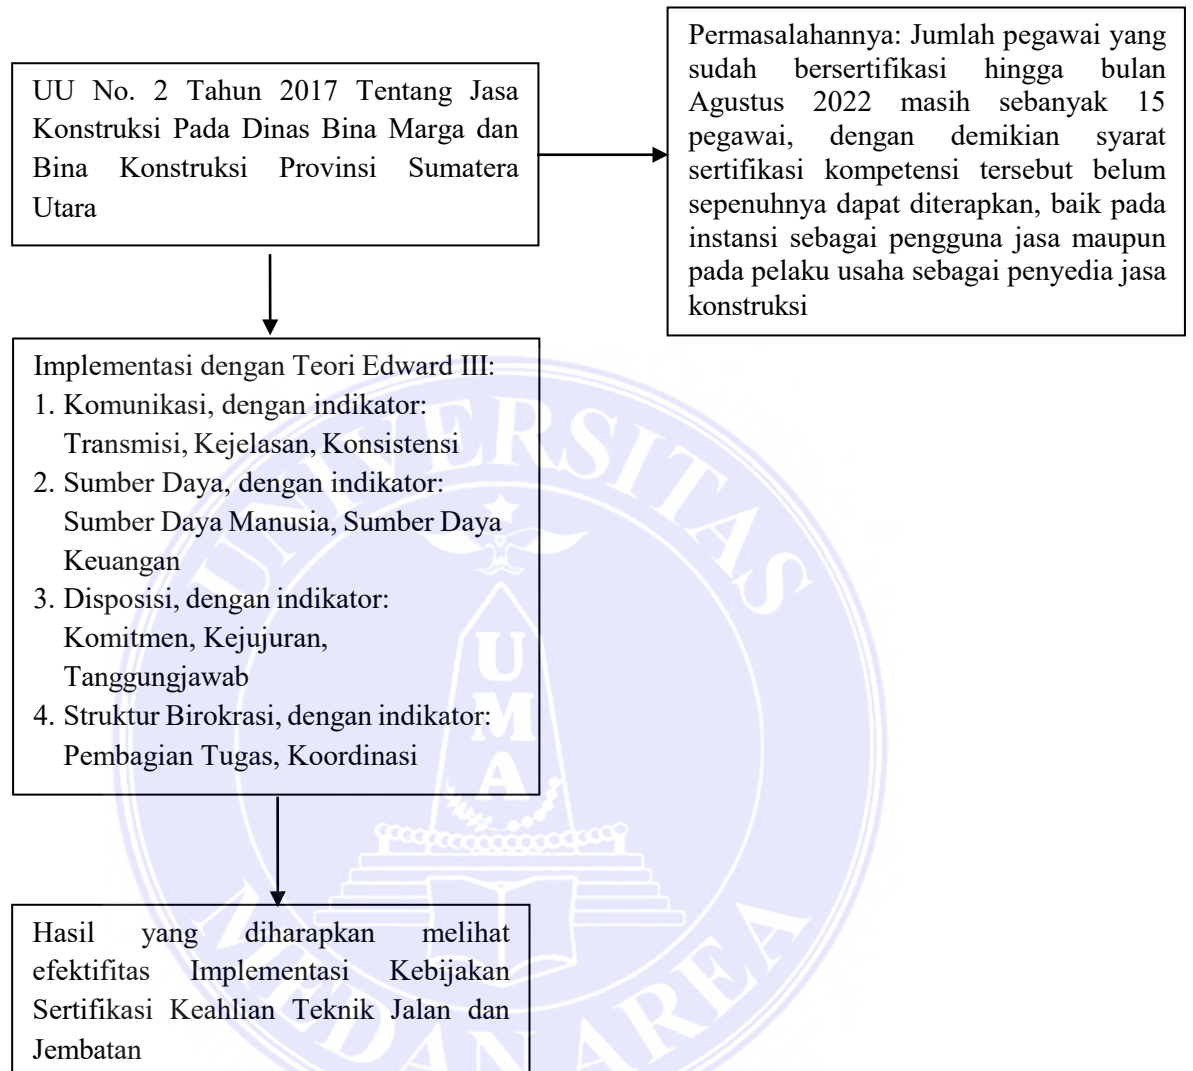 UU No. 2 Tahun 2017 Tentang Jasa
Konstruksi Pada Dinas Bina Marga dan
Bina Konstruksi Provinsi Sumatera
Utara
Permasalahannya: Jumlah pegawai yang
sudah bersertifikasi hingga bulan
Agustus 2022 masih sebanyak 15
pegawai, dengan demikian syarat
sertifikasi kompetensi tersebut belum
sepenuhnya dapat diterapkan, baik pada
instansi sebagai pengguna jasa maupun
pada pelaku usaha sebagai penyedia jasa
konstruksi
Implementasi dengan Teori Edward III:
1. Komunikasi, dengan indikator:
Transmisi, Kejelasan, Konsistensi
2. Sumber Daya, dengan indikator:
Sumber Daya Manusia, Sumber Daya
Keuangan
3. Disposisi, dengan indikator:
Komitmen, Kejujuran,
Tanggungjawab
4. Struktur Birokrasi, dengan indikator:
Pembagian Tugas, Koordinasi
Hasil yang diharapkan melihat
efektifitas Implementasi Kebijakan
Sertifikasi Keahlian Teknik Jalan dan
Jembatan
UNIVERSITAS
UMA
MEDAN AREA